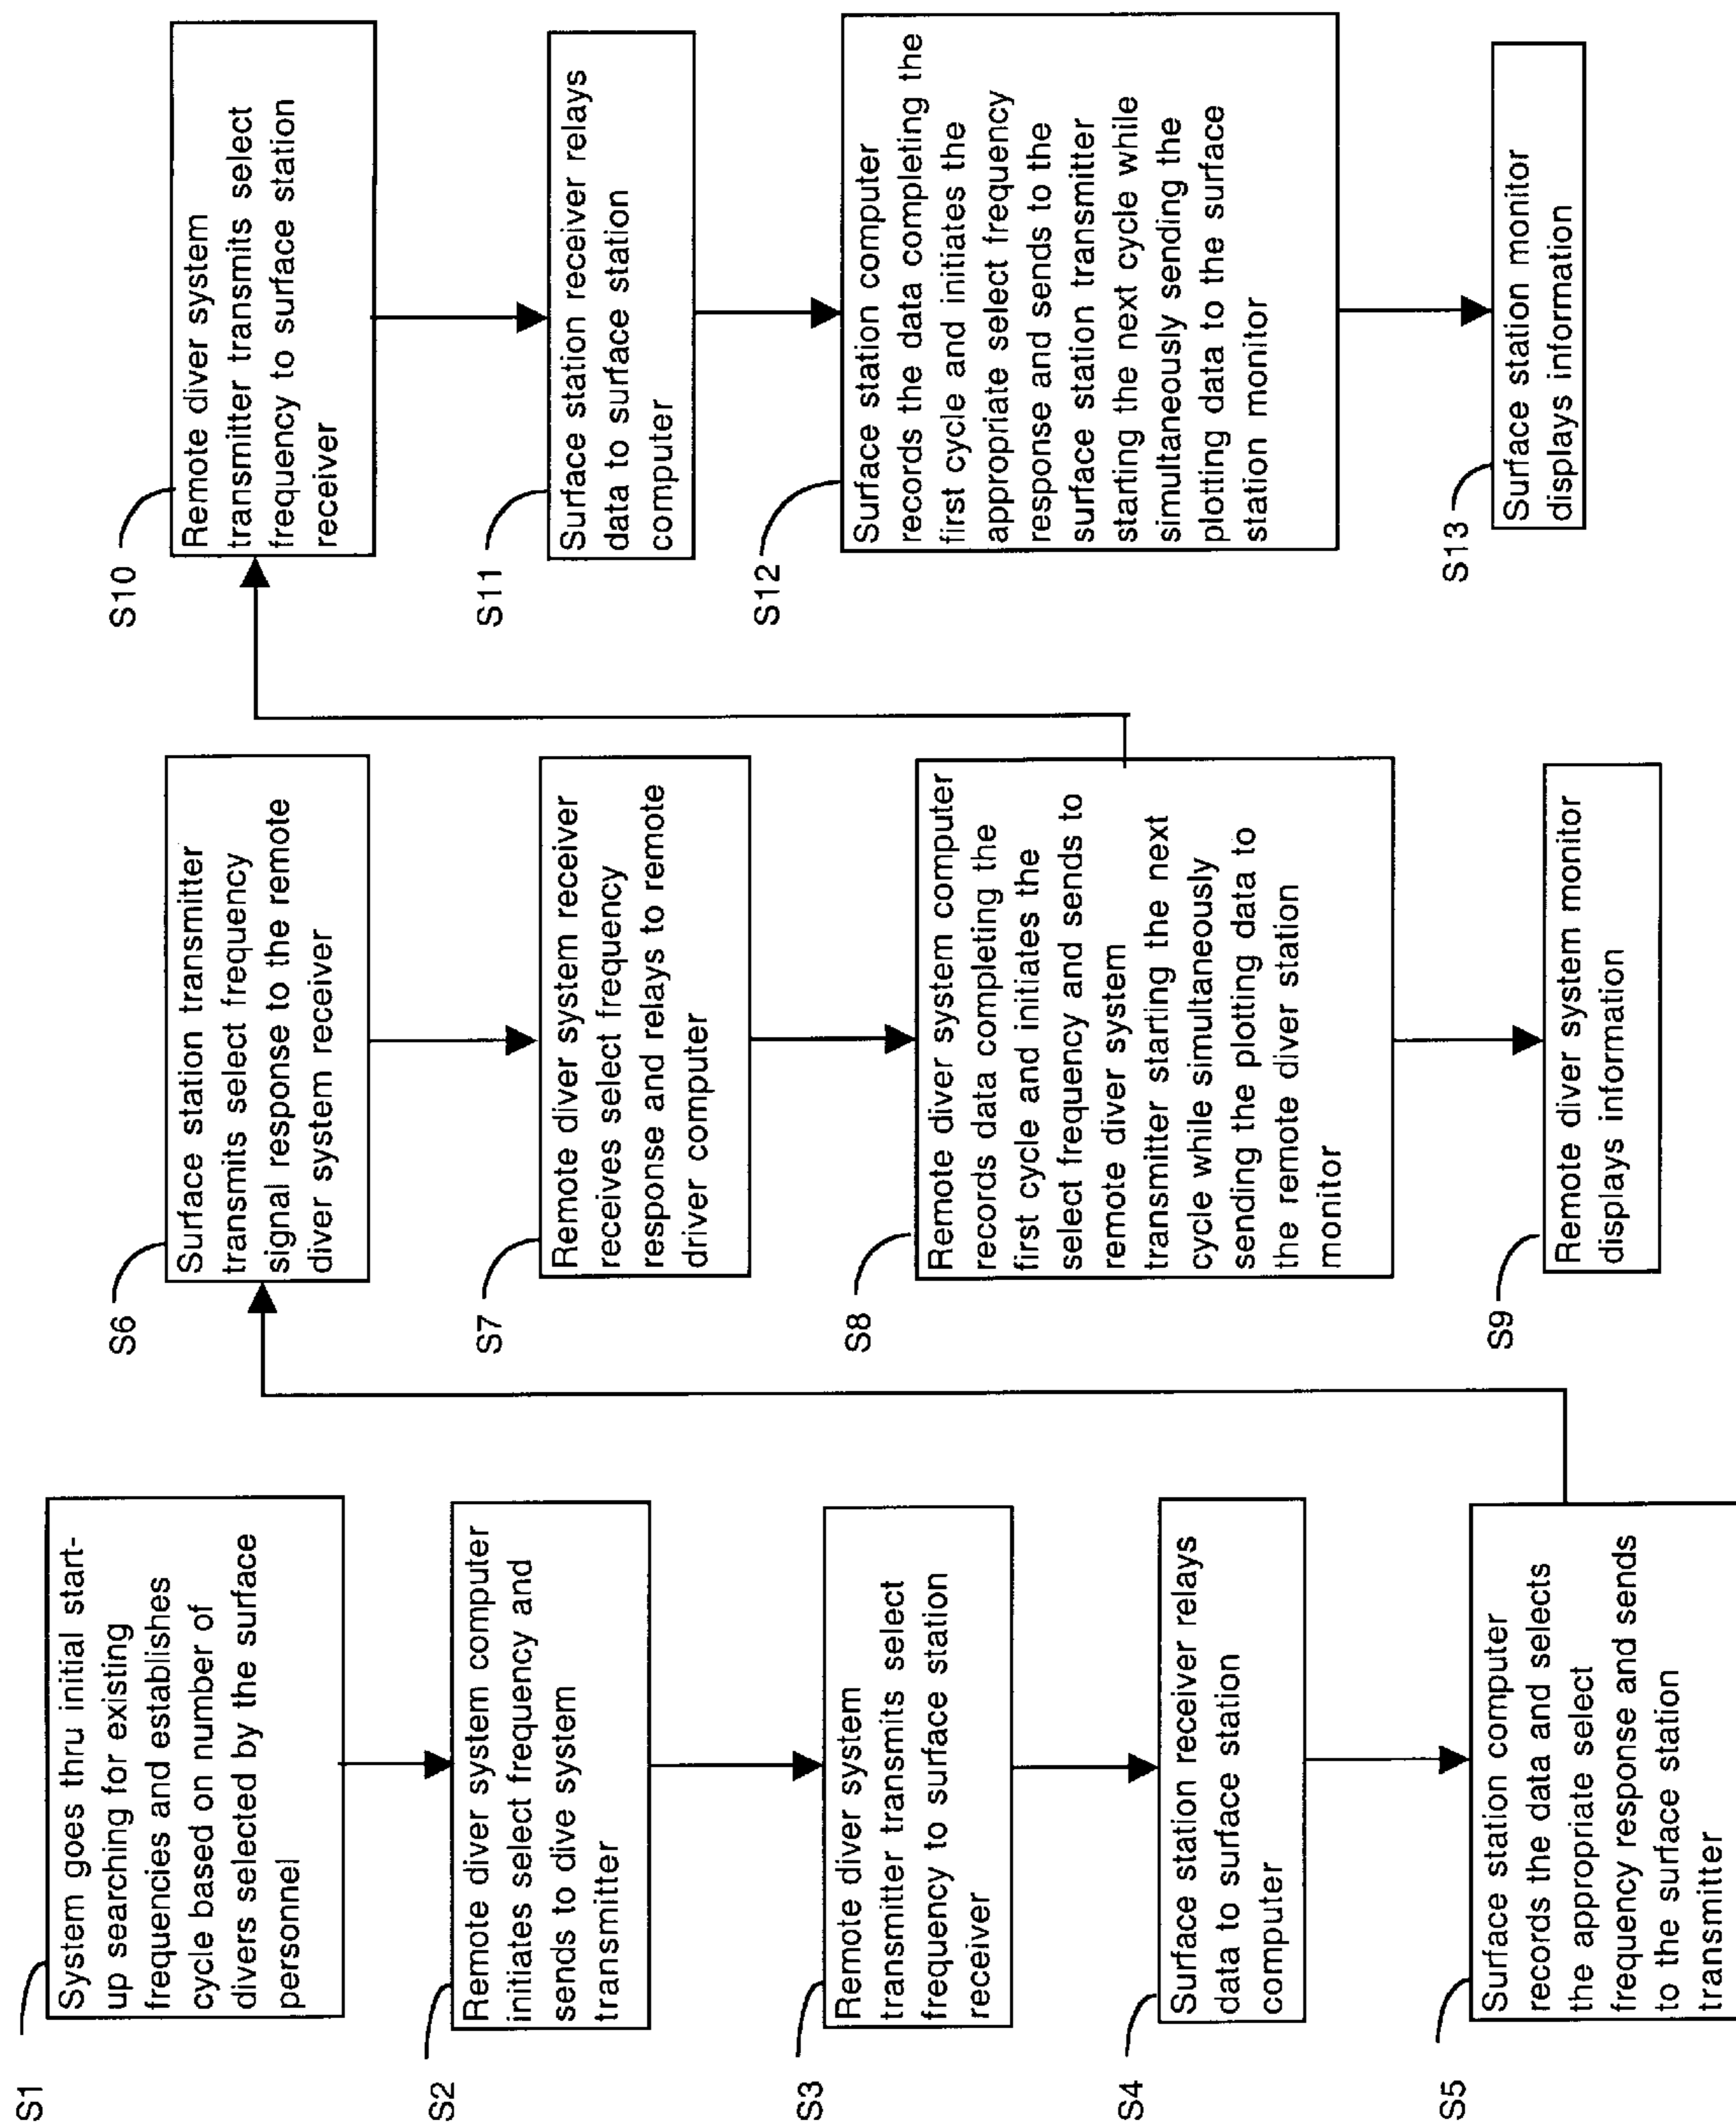 S1
System goes thru initial start-
up searching for existing
frequencies and establishes
cycle based on number of
divers selected by the surface
personnel
S2
Remote diver system computer
initiates select frequency and
sends to dive system
transmitter
S3
Remote diver system
transmitter transmits select
frequency to surface station
receiver
S4
Surface station receiver relays
data to surface station
computer
S5
Surface station computer
records the data and selects
the appropriate select
frequency response and sends
to the surface station
transmitter
S6
Surface station transmitter
transmits select frequency
signal response to the remote
diver system receiver
S7
Remote diver system receiver
receives select frequency
response and relays to remote
driver computer
S8
Remote diver system computer
records data completing the
first cycle and initiates the
select frequency and sends to
remote diver system
transmitter starting the next
cycle while simultaneously
sending the plotting data to
the remote diver station
monitor
S9
Remote diver system monitor
displays information
S10
Remote diver system
transmitter transmits select
frequency to surface station
receiver
S11
Surface station receiver relays
data to surface station
computer
S12
Surface station computer
records the data completing the
first cycle and initiates the
appropriate select frequency
response and sends to the
surface station transmitter
starting the next cycle while
simultaneously sending the
plotting data to the surface
station monitor
S13
Surface station monitor
displays information